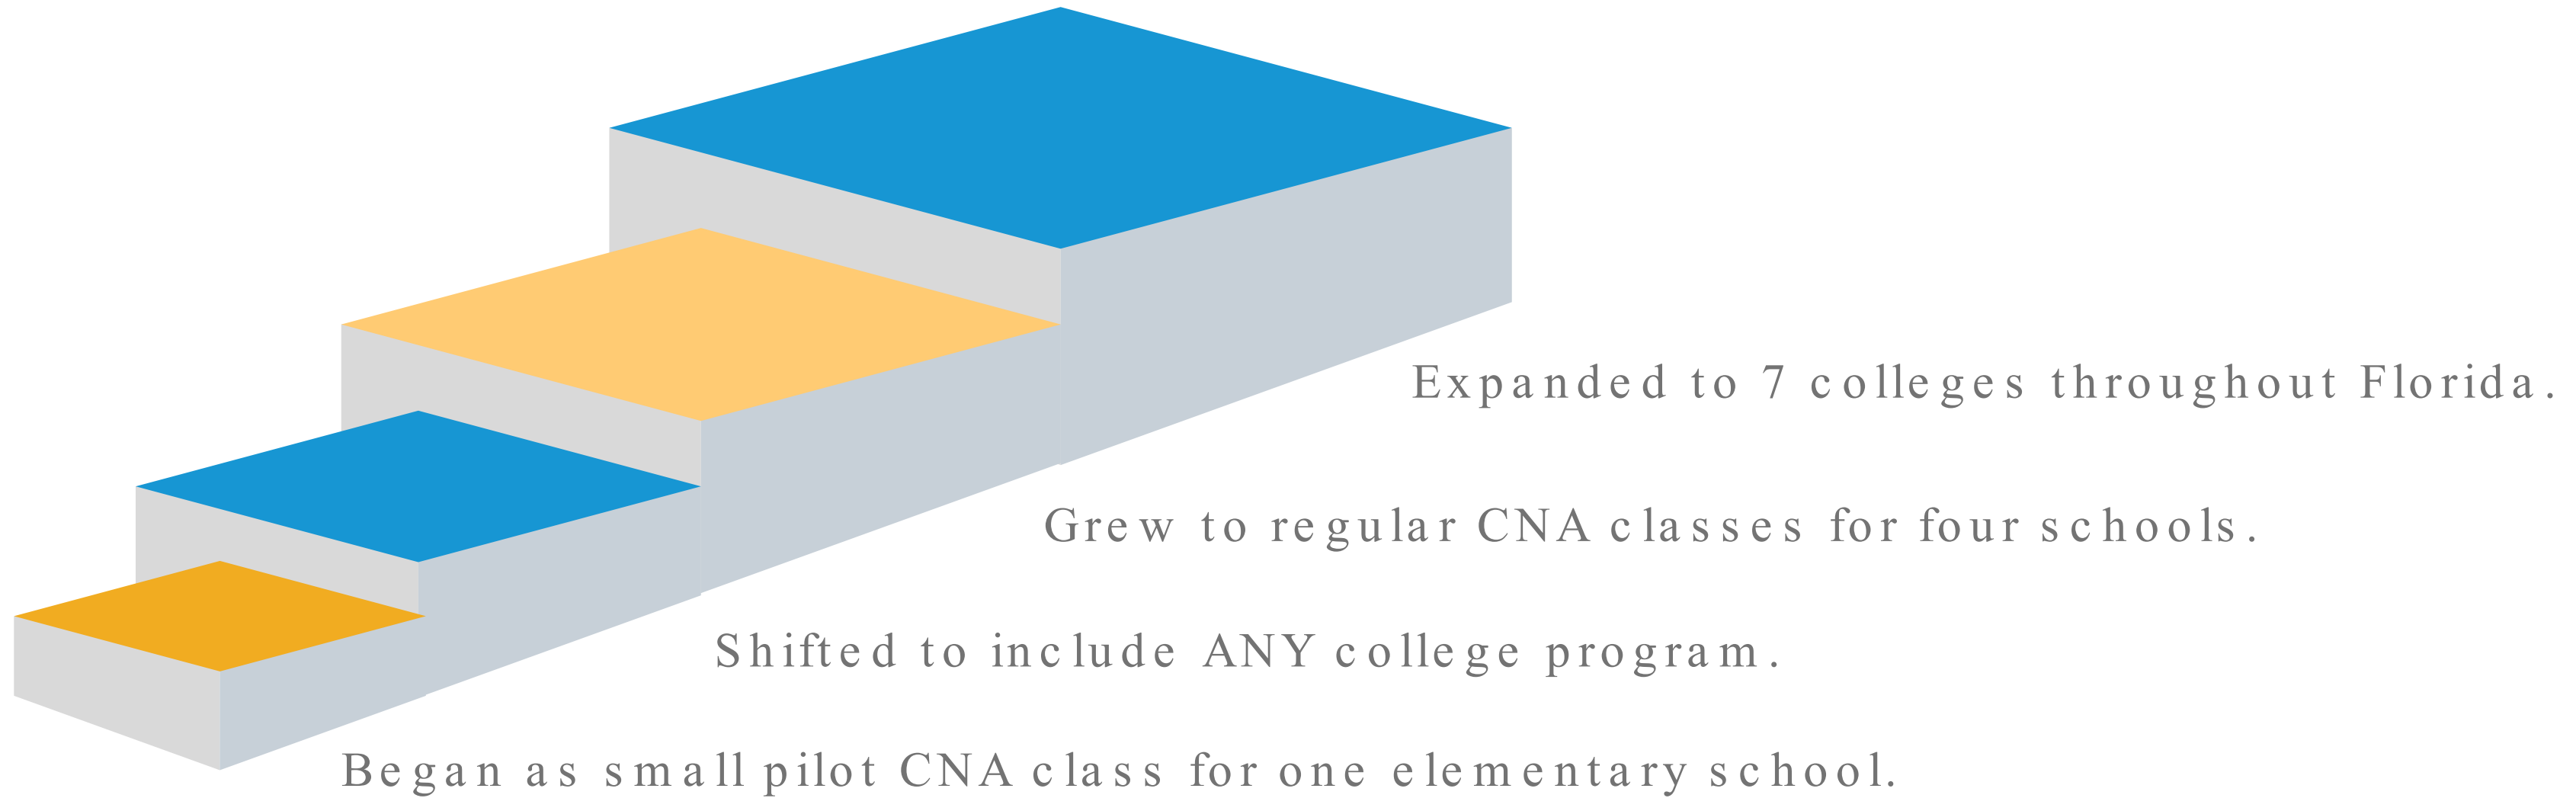 Expanded to 7 colleges throughout Florida.
Grew to regular CNA classes for four schools.
Shifted to include ANY college program.
Began as small pilot CNA class for one elementary school.